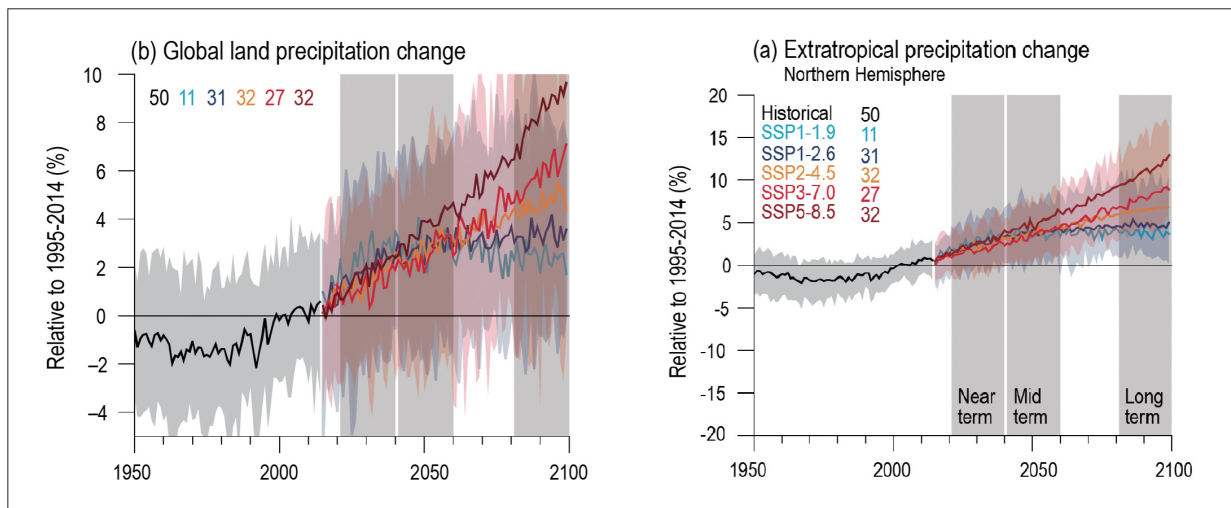 (b) Global land precipitation change
50 11 31 32 27 32
Relative to 1995-2014 (%)
10
8
6
4
2
0
−2
−4
1950 2000 2050 2100
(a) Extratropical precipitation change
Northern Hemisphere
Historical 50
SSP1-1.9 11
SSP1-2.6 31
SSP2-4.5 32
SSP3-7.0 27
SSP5-8.5 32
Relative to 1995-2014 (%)
20
15
10
5
0
-5
-10
-15
-20
Near term
Mid term
Long term
1950 2000 2050 2100